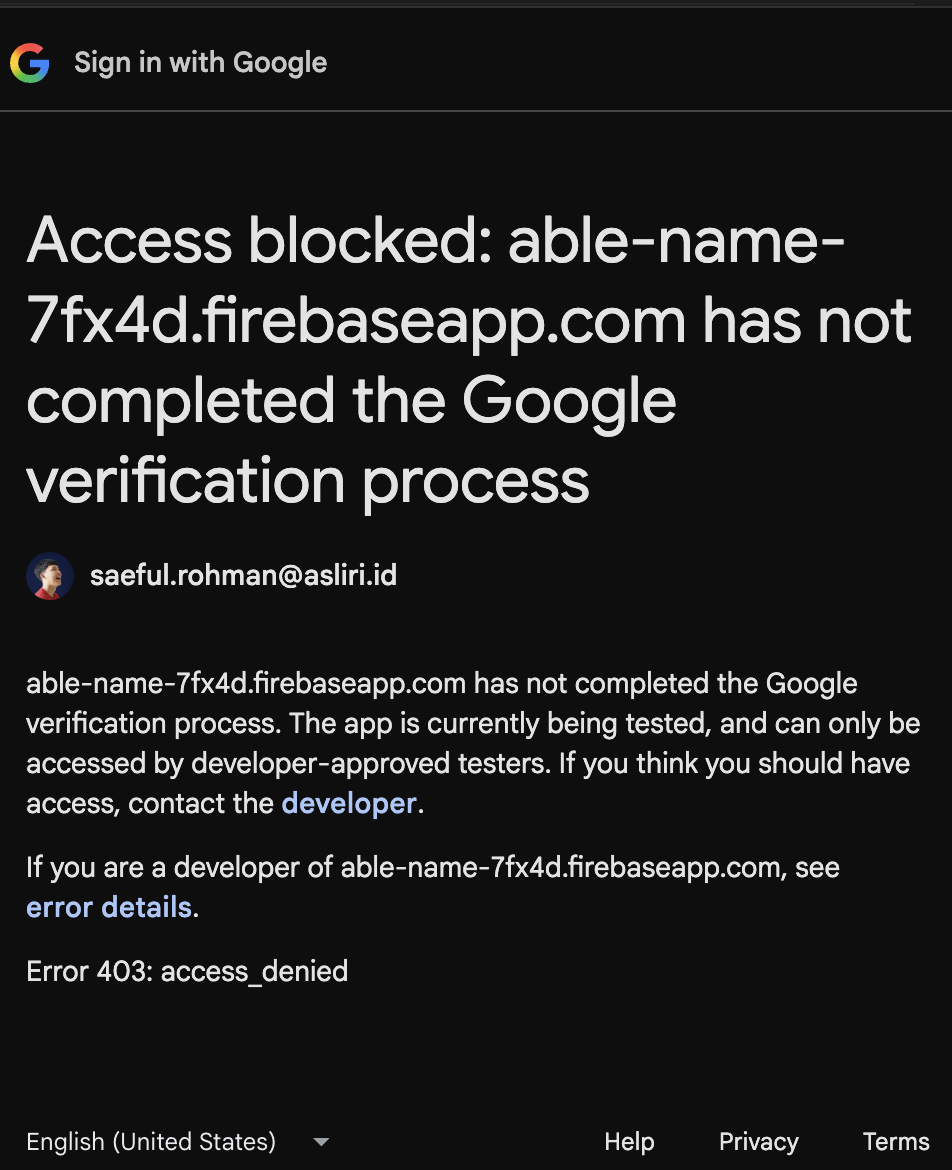 Sign in with Google
Access blocked: able-name-
7fx4d.firebaseapp.com has not
completed the Google
verification process
saeful.rohman@asliri.id
able-name-7fx4d.firebaseapp.com has not completed the Google
verification process. The app is currently being tested, and can only be
accessed by developer-approved testers. If you think you should have
access, contact the developer.
If you are a developer of able-name-7fx4d.firebaseapp.com, see
error details.
Error 403: access_denied
English (United States)
Help Privacy Terms